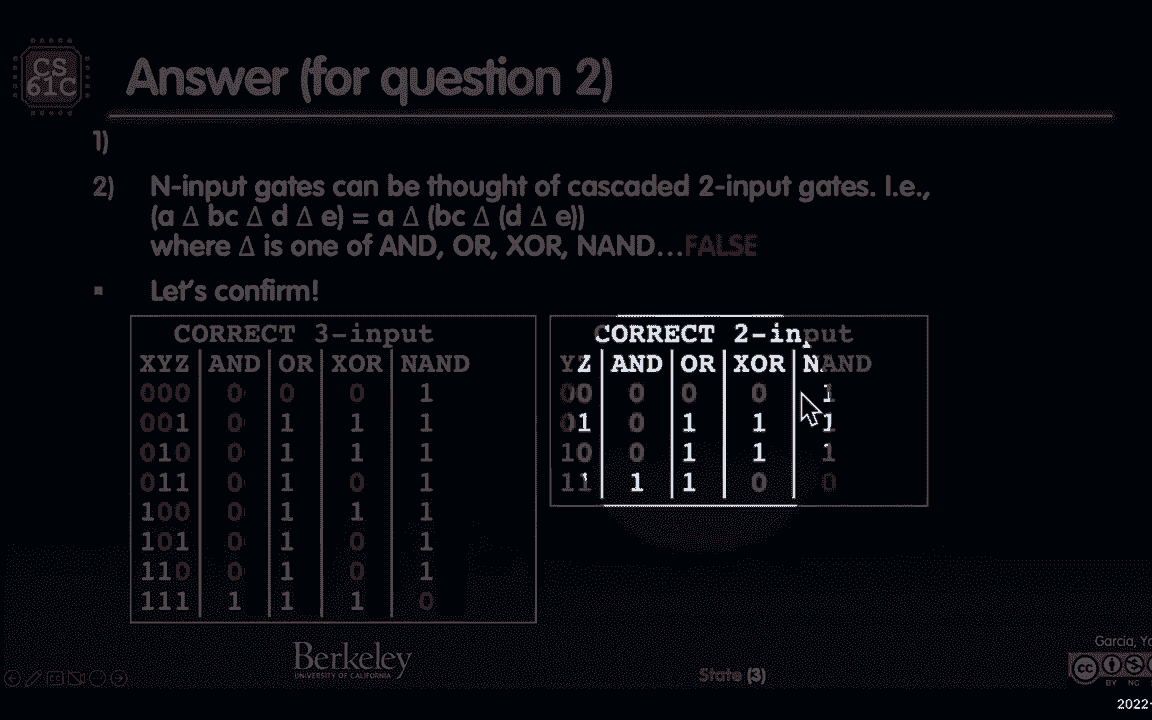 CS
61C
Answer (for question 2)
1)
2) N-input gates can be thought of cascaded 2-input gates. I.e.,
(a Δ bc Δ d Δ e) = a Δ (bc Δ (d Δ e))
where Δ is one of AND, OR, XOR, NAND…FALSE
▪ Let's confirm!
CORRECT 3-input
XYZ AND OR XOR NAND
000 0 0 0 1
001 0 1 1 1
010 0 1 1 1
011 0 1 0 1
100 0 1 1 1
101 0 1 0 1
110 0 1 0 1
111 1 1 1 0
CORRECT 2-input
YZ AND OR XOR NAND
00 0 0 0 1
01 0 1 1 1
10 0 1 1 1
11 1 1 0 0
Berkeley
UNIVERSITY OF CALIFORNIA
State (3)
Garcia,
cc
BY NC
2022-